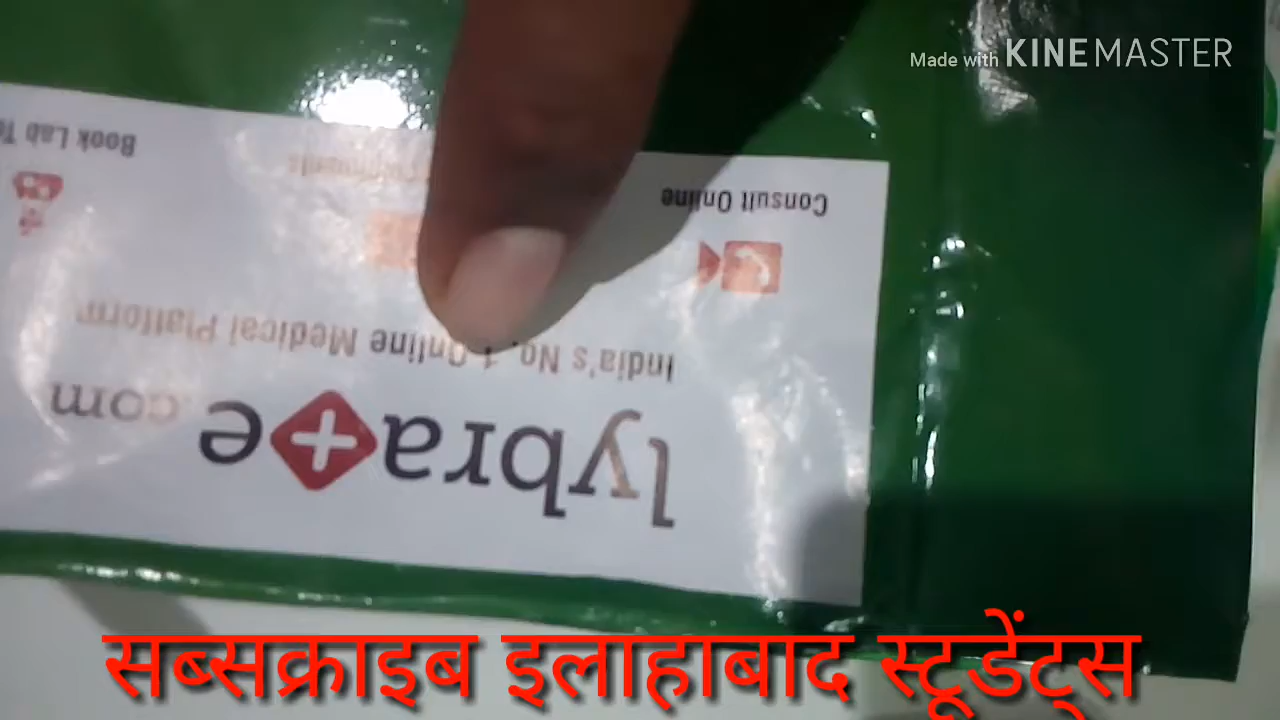 Made with KINEMASTER
lybrate.com
India's No. 1 Online Medical Platform
Consult Online
Book Lab
सब्सक्राइब इलाहाबाद स्टूडेंट्स